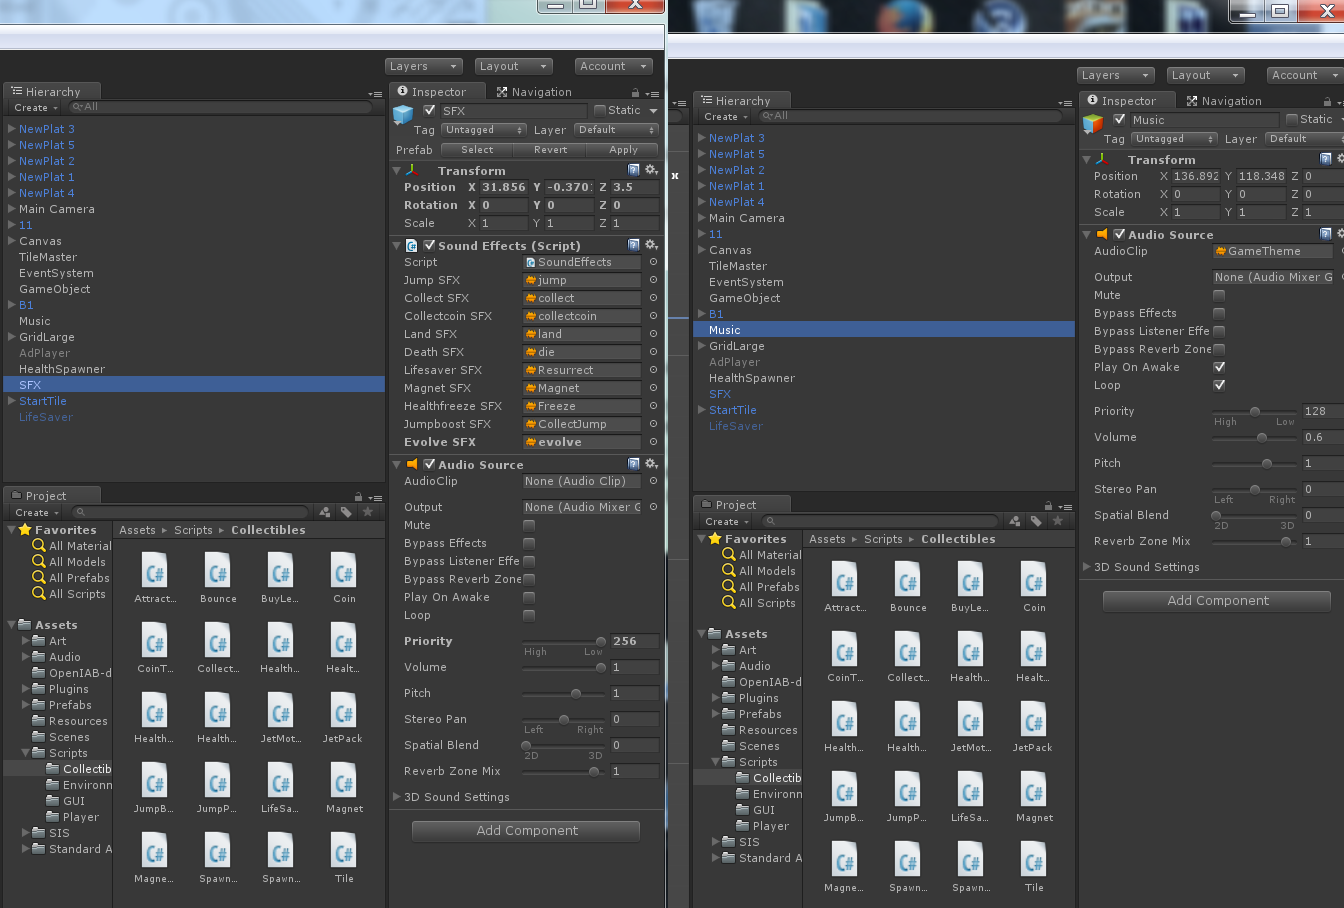 Layers
Layout
Account
Hierarchy
Create
All
NewPlat 3
NewPlat 5
NewPlat 2
NewPlat 1
NewPlat 4
Main Camera
11
Canvas
TileMaster
EventSystem
GameObject
B1
Music
GridLarge
AdPlayer
HealthSpawner
SFX
StartTile
LifeSaver
Inspector
Navigation
SFX
Static
Tag Untagged Layer Default
Prefab Select Revert Apply
Transform
Position X 31.856 Y -0.370 Z 3.5
Rotation X 0 Y 0 Z 0
Scale X 1 Y 1 Z 1
Sound Effects (Script)
Script SoundEffects
Jump SFX jump
Collect SFX collect
Collectcoin SFX collectcoin
Land SFX land
Death SFX die
Lifesaver SFX Resurrect
Magnet SFX Magnet
Healthfreeze SFX Freeze
Jumpboost SFX CollectJump
Evolve SFX evolve
Audio Source
AudioClip None (Audio Clip)
Output None (Audio Mixer G
Mute
Bypass Effects
Bypass Listener Effe
Bypass Reverb Zone
Play On Awake
Loop
Priority 256
High Low
Volume 1
Pitch 1
Stereo Pan 0
Left Right
Spatial Blend 0
2D 3D
Reverb Zone Mix 1
3D Sound Settings
Add Component
Project
Create
Favorites
All Material
All Models
All Prefabs
All Scripts
Assets
Art
Audio
OpenIAB-d
Plugins
Prefabs
Resources
Scenes
Scripts
Collectib
Environn
GUI
Player
SIS
Standard A
Assets ▸ Scripts ▸ Collectibles
Attract... Bounce BuyLe... Coin
CoinT... Collect... Health... Healt...
Health... Health... JetMot... JetPack
JumpB... JumpP... LifeSa... Magnet
Magne... Spawn... Spawn... Tile
Layers
Layout
Account
Hierarchy
Create
All
NewPlat 3
NewPlat 5
NewPlat 2
NewPlat 1
NewPlat 4
Main Camera
11
Canvas
TileMaster
EventSystem
GameObject
B1
Music
GridLarge
AdPlayer
HealthSpawner
SFX
StartTile
LifeSaver
Inspector
Navigation
Music
Static
Tag Untagged Layer Default
Transform
Position X 136.892 Y 118.348 Z 0
Rotation X 0 Y 0 Z 0
Scale X 1 Y 1 Z 1
Audio Source
AudioClip GameTheme
Output None (Audio Mixer G
Mute
Bypass Effects
Bypass Listener Effe
Bypass Reverb Zone
Play On Awake
Loop
Priority 128
High Low
Volume 0.6
Pitch 1
Stereo Pan 0
Left Right
Spatial Blend 0
2D 3D
Reverb Zone Mix 1
3D Sound Settings
Add Component
Project
Create
Favorites
All Material
All Models
All Prefabs
All Scripts
Assets
Art
Audio
OpenIAB-d
Plugins
Prefabs
Resources
Scenes
Scripts
Collectib
Environn
GUI
Player
SIS
Standard A
Assets ▸ Scripts ▸ Collectibles
Attract... Bounce BuyLe... Coin
CoinT... Collect... Health... Healt...
Health... Health... JetMot... JetPack
JumpB... JumpP... LifeSa... Magnet
Magne... Spawn... Spawn... Tile